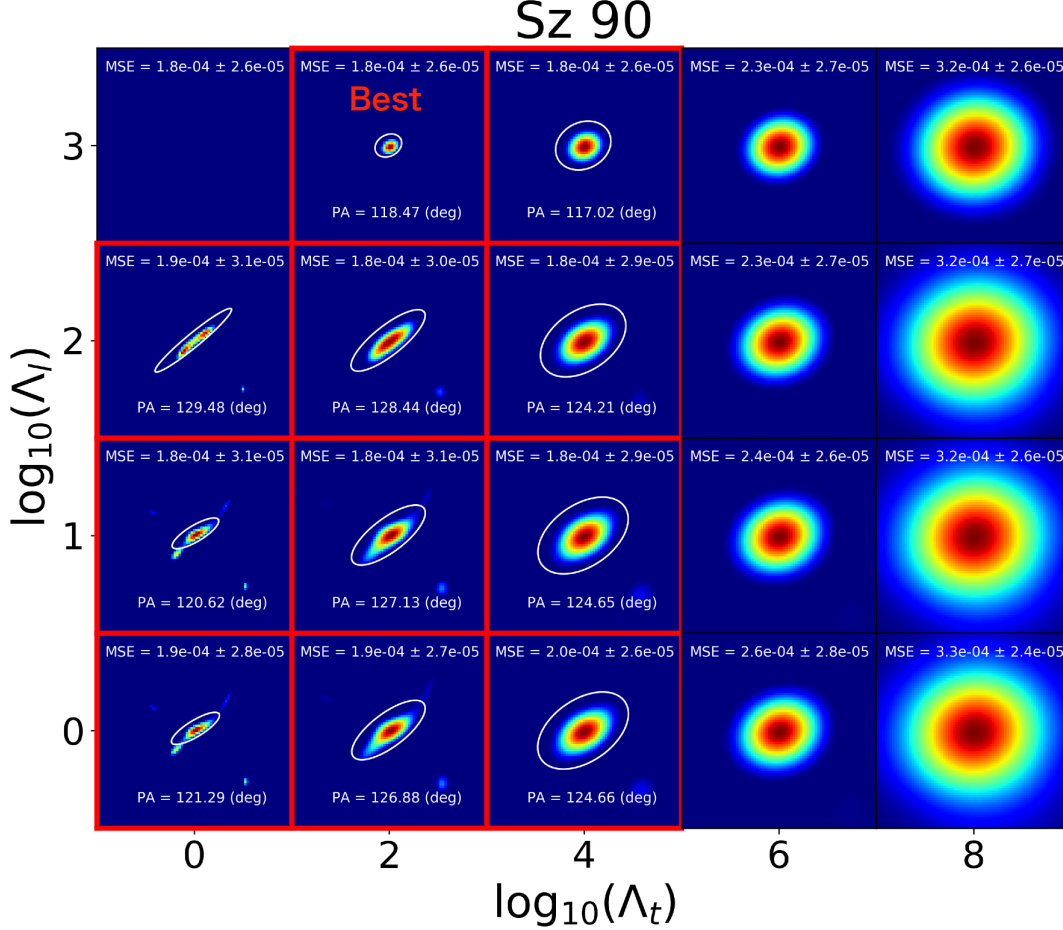 Sz 90
MSE = 1.8e-04 ± 2.6e-05
MSE = 1.8e-04 ± 2.6e-05
MSE = 1.8e-04 ± 2.6e-05
MSE = 2.3e-04 ± 2.7e-05
MSE = 3.2e-04 ± 2.6e-05
Best
3
PA = 118.47 (deg)
PA = 117.02 (deg)
MSE = 1.9e-04 ± 3.1e-05
MSE = 1.8e-04 ± 3.0e-05
MSE = 1.8e-04 ± 2.9e-05
MSE = 2.3e-04 ± 2.7e-05
MSE = 3.2e-04 ± 2.7e-05
2
PA = 129.48 (deg)
PA = 128.44 (deg)
PA = 124.21 (deg)
log₁₀(Λₗ)
MSE = 1.8e-04 ± 3.1e-05
MSE = 1.8e-04 ± 3.1e-05
MSE = 1.8e-04 ± 2.9e-05
MSE = 2.4e-04 ± 2.6e-05
MSE = 3.2e-04 ± 2.6e-05
1
PA = 120.62 (deg)
PA = 127.13 (deg)
PA = 124.65 (deg)
MSE = 1.9e-04 ± 2.8e-05
MSE = 1.9e-04 ± 2.7e-05
MSE = 2.0e-04 ± 2.6e-05
MSE = 2.6e-04 ± 2.8e-05
MSE = 3.3e-04 ± 2.4e-05
0
PA = 121.29 (deg)
PA = 126.88 (deg)
PA = 124.66 (deg)
0 2 4 6 8
log₁₀(Λₜ)